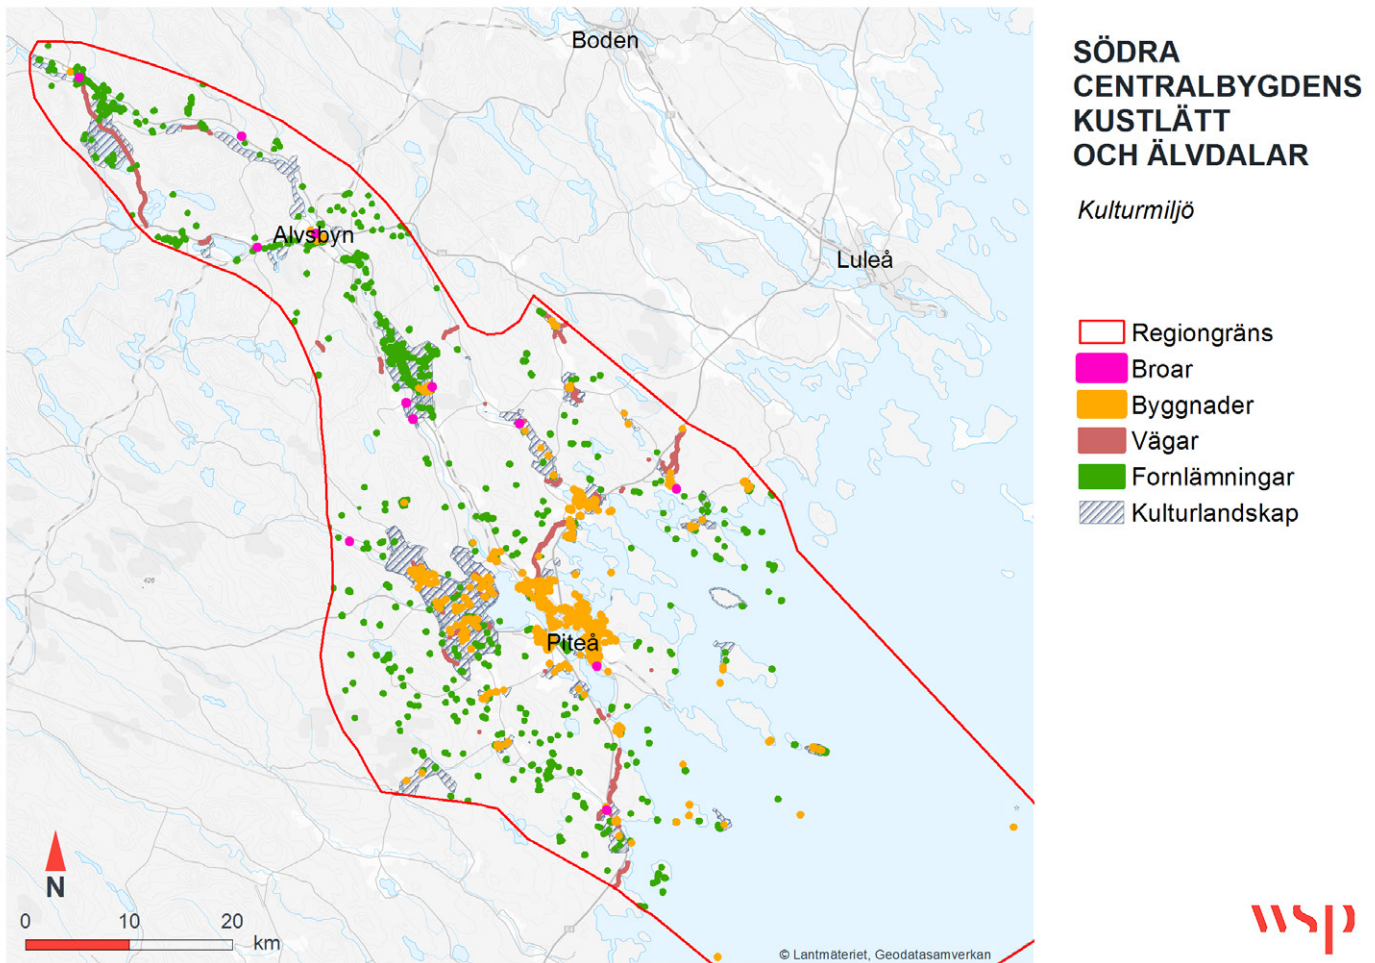 Boden
Luleå
Älvsbyn
Piteå
426
N
0 10 20
km
© Lantmäteriet, Geodatasamverkan
SÖDRA
CENTRALBYGDENS
KUSTLÄTT
OCH ÄLVDALAR
Kulturmiljö
Regiongräns
Broar
Byggnader
Vägar
Fornlämningar
Kulturlandskap
wsp